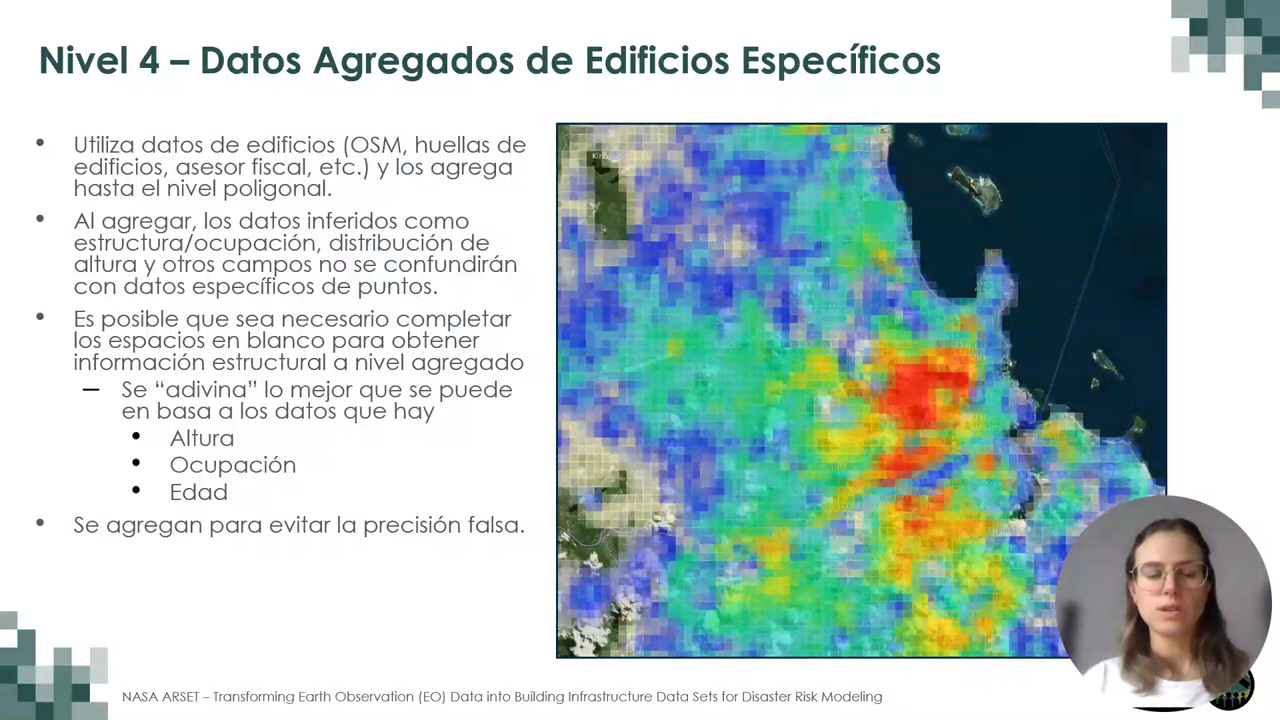 Nivel 4 – Datos Agregados de Edificios Específicos
• Utiliza datos de edificios (OSM, huellas de
edificios, asesor fiscal, etc.) y los agrega
hasta el nivel poligonal.
• Al agregar, los datos inferidos como
estructura/ocupación, distribución de
altura y otros campos no se confundirán
con datos específicos de puntos.
• Es posible que sea necesario completar
los espacios en blanco para obtener
información estructural a nivel agregado
– Se “adivina” lo mejor que se puede
en basa a los datos que hay
• Altura
• Ocupación
• Edad
• Se agregan para evitar la precisión falsa.
NASA ARSET – Transforming Earth Observation (EO) Data into Building Infrastructure Data Sets for Disaster Risk Modeling